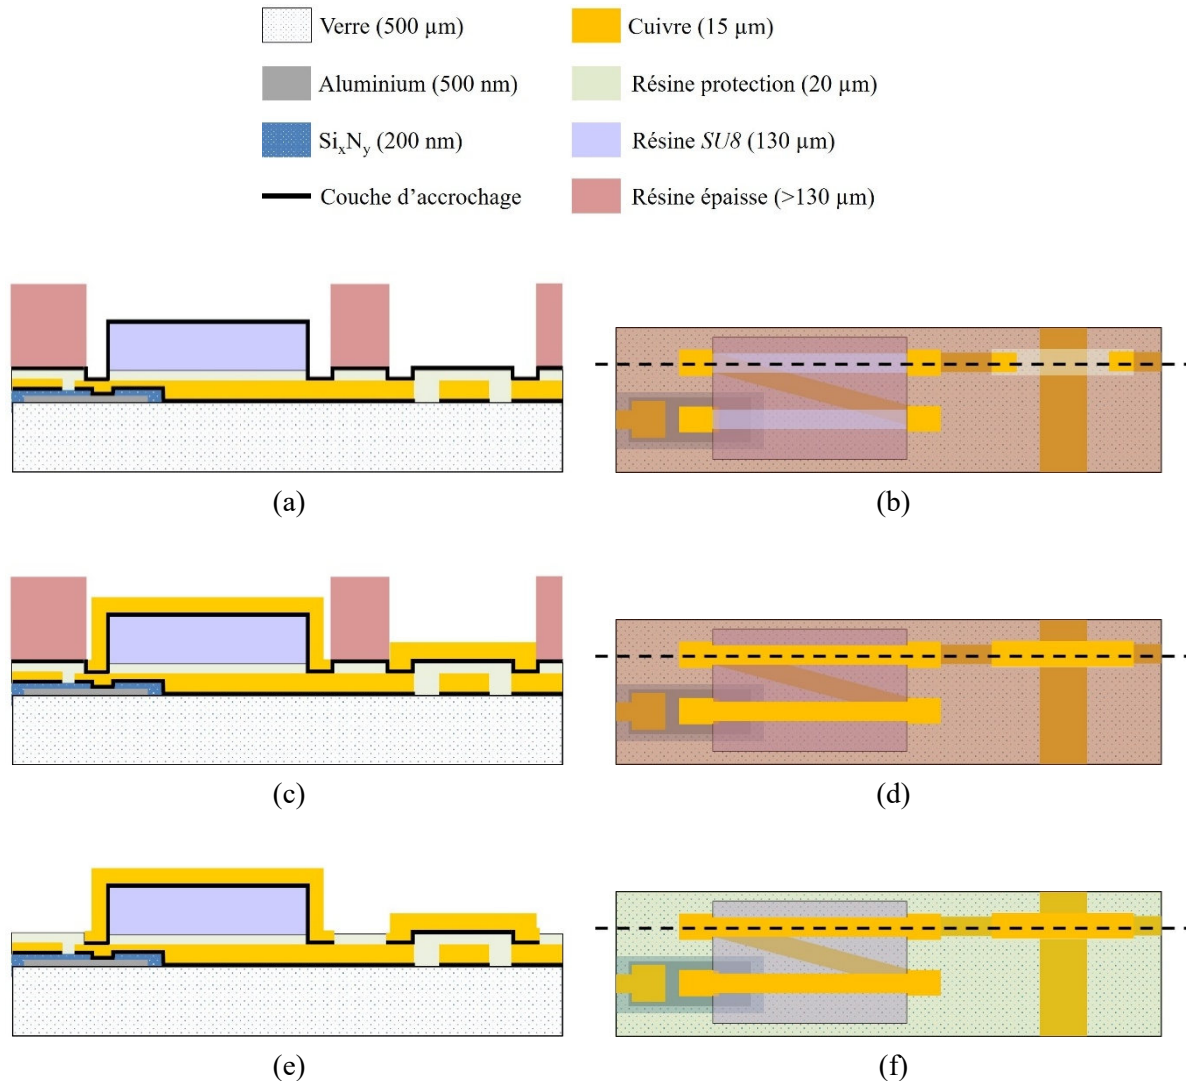 Verre (500 µm)
Cuivre (15 µm)
Aluminium (500 nm)
Résine protection (20 µm)
SixNy (200 nm)
Résine SU8 (130 µm)
Couche d’accrochage
Résine épaisse (>130 µm)
(a)
(b)
(c)
(d)
(e)
(f)